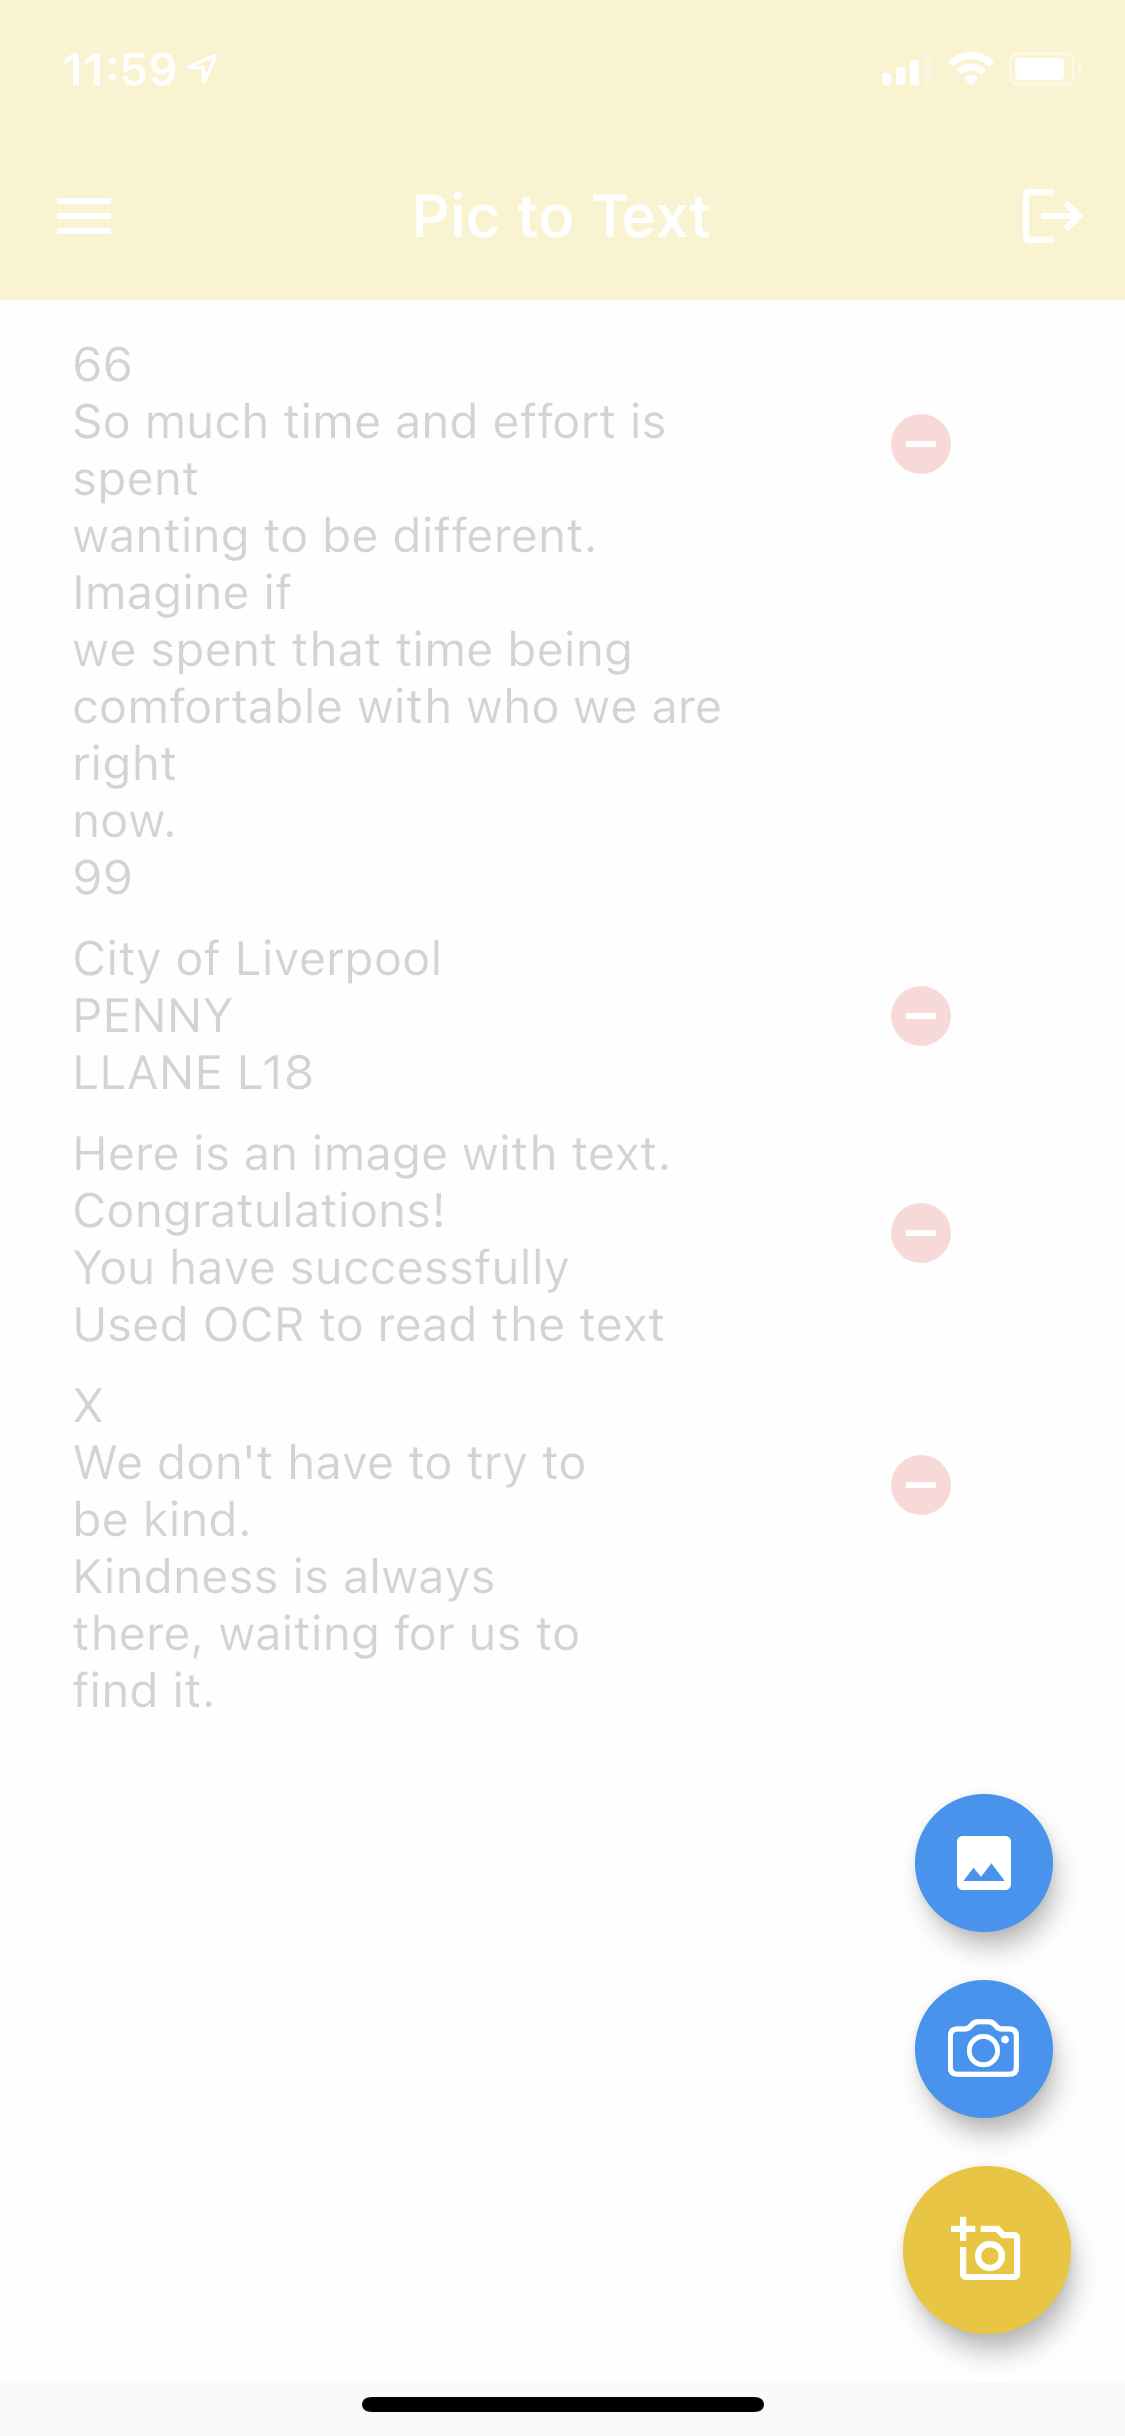 11:59
Pic to Text
66
So much time and effort is
spent
wanting to be different.
Imagine if
we spent that time being
comfortable with who we are
right
now.
99
City of Liverpool
PENNY
LLANE L18
Here is an image with text.
Congratulations!
You have successfully
Used OCR to read the text
X
We don't have to try to
be kind.
Kindness is always
there, waiting for us to
find it.